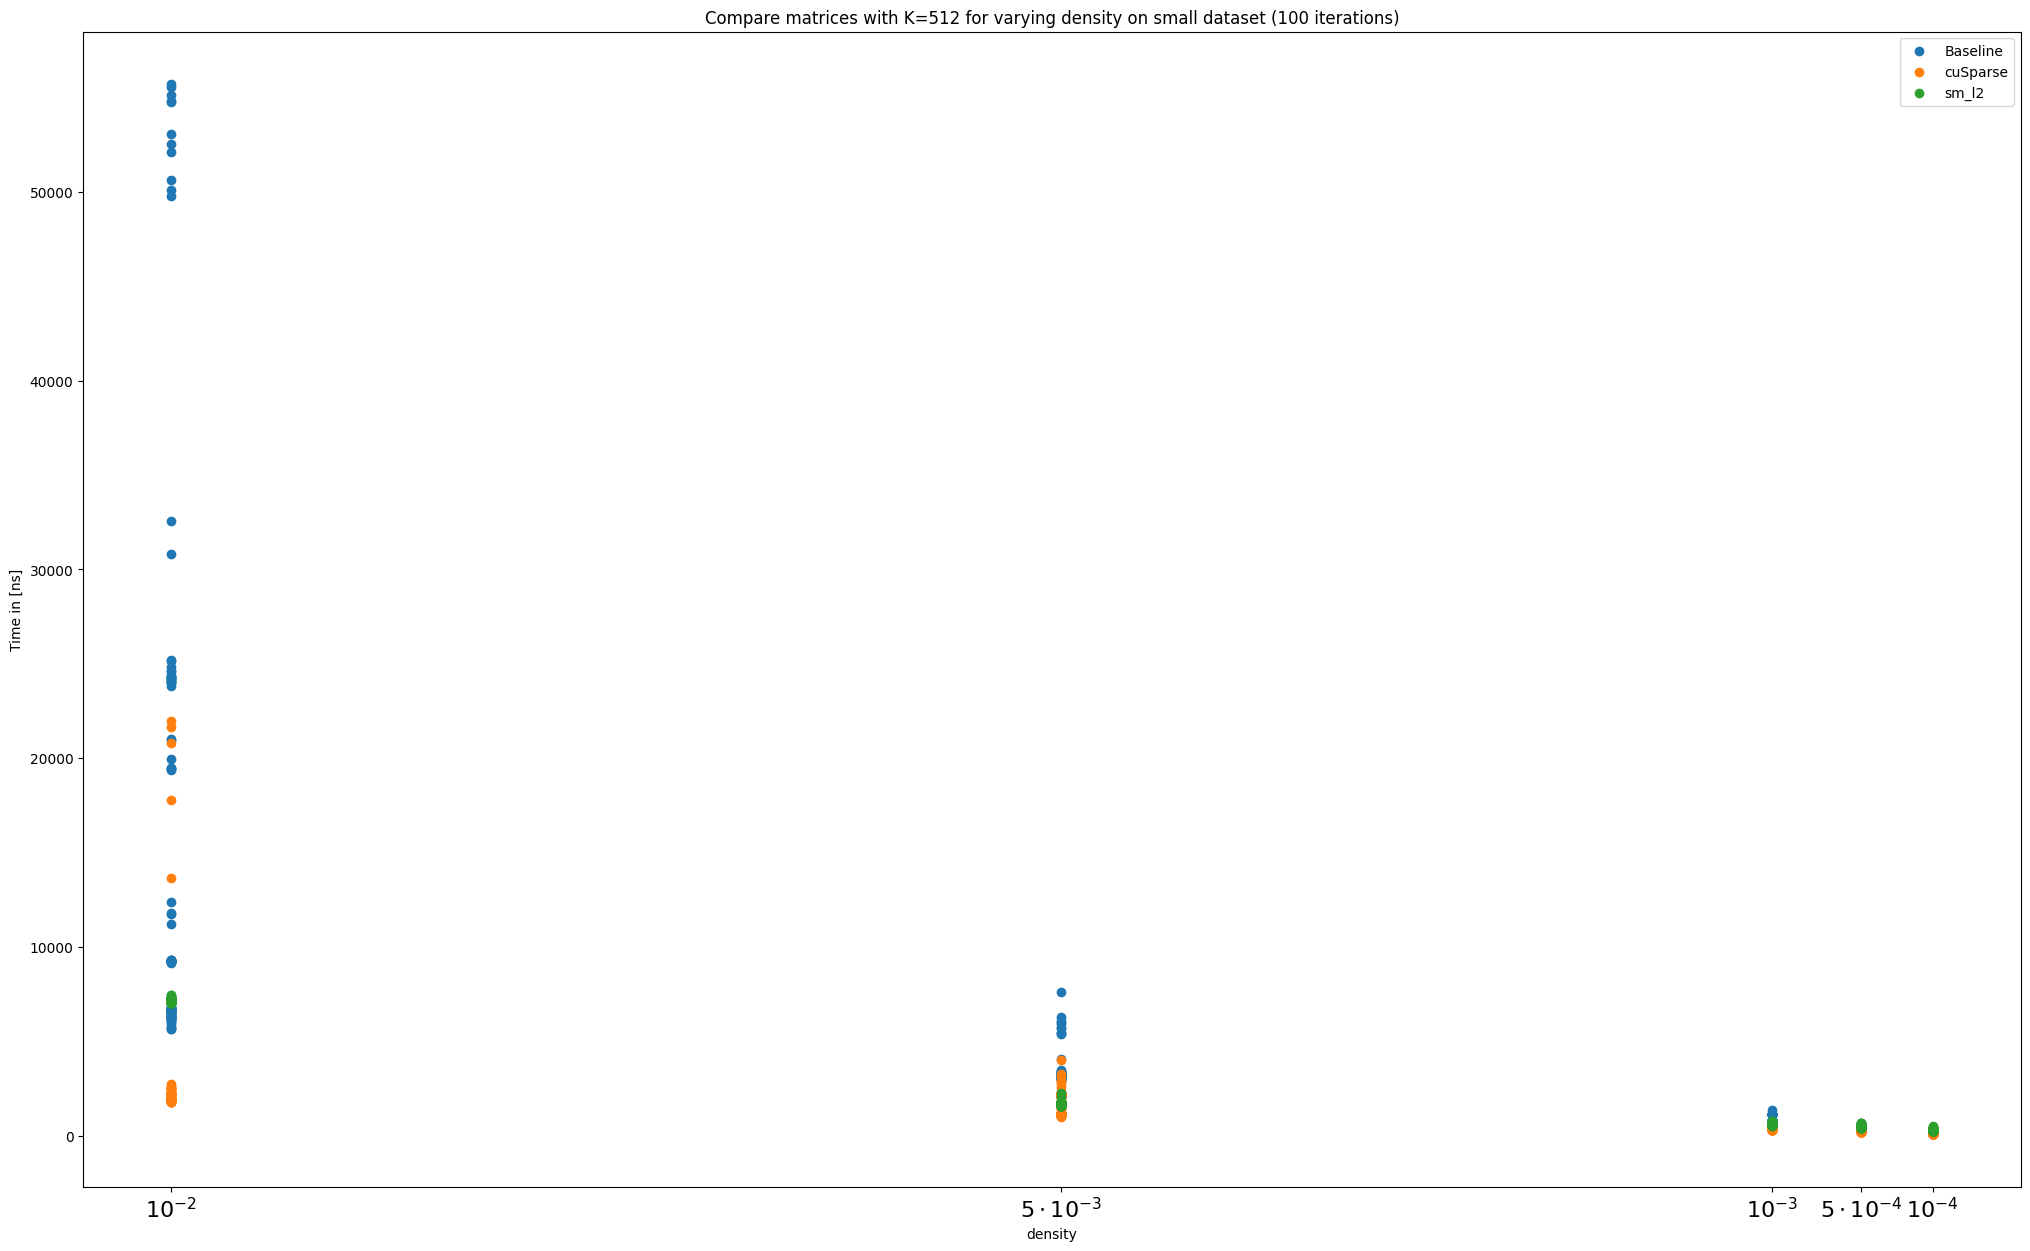 Compare matrices with K=512 for varying density on small dataset (100 iterations)
Baseline
cuSparse
sm_l2
50000
40000
30000
20000
10000
0
Time in [ns]
10⁻² 5·10⁻³ 10⁻³ 5·10⁻⁴ 10⁻⁴
density